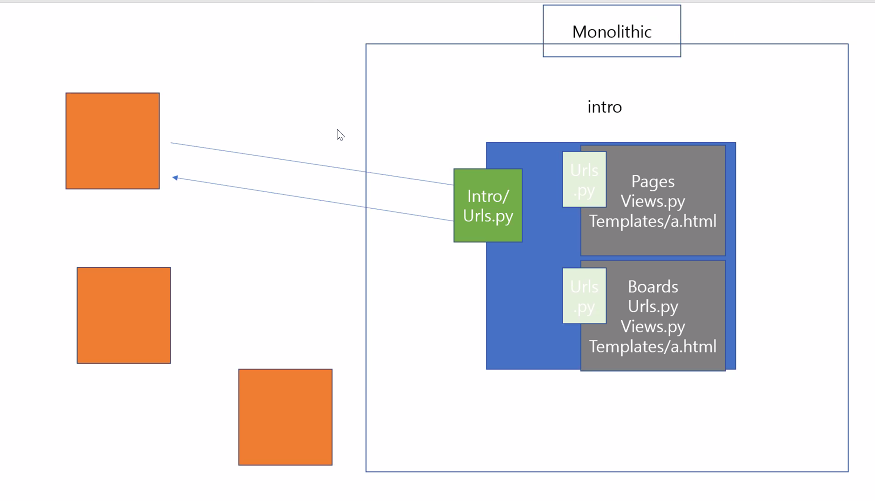 Monolithic
intro
Intro/
Urls.py
Urls
.py
Pages
Views.py
Templates/a.html
Urls
.py
Boards
Urls.py
Views.py
Templates/a.html